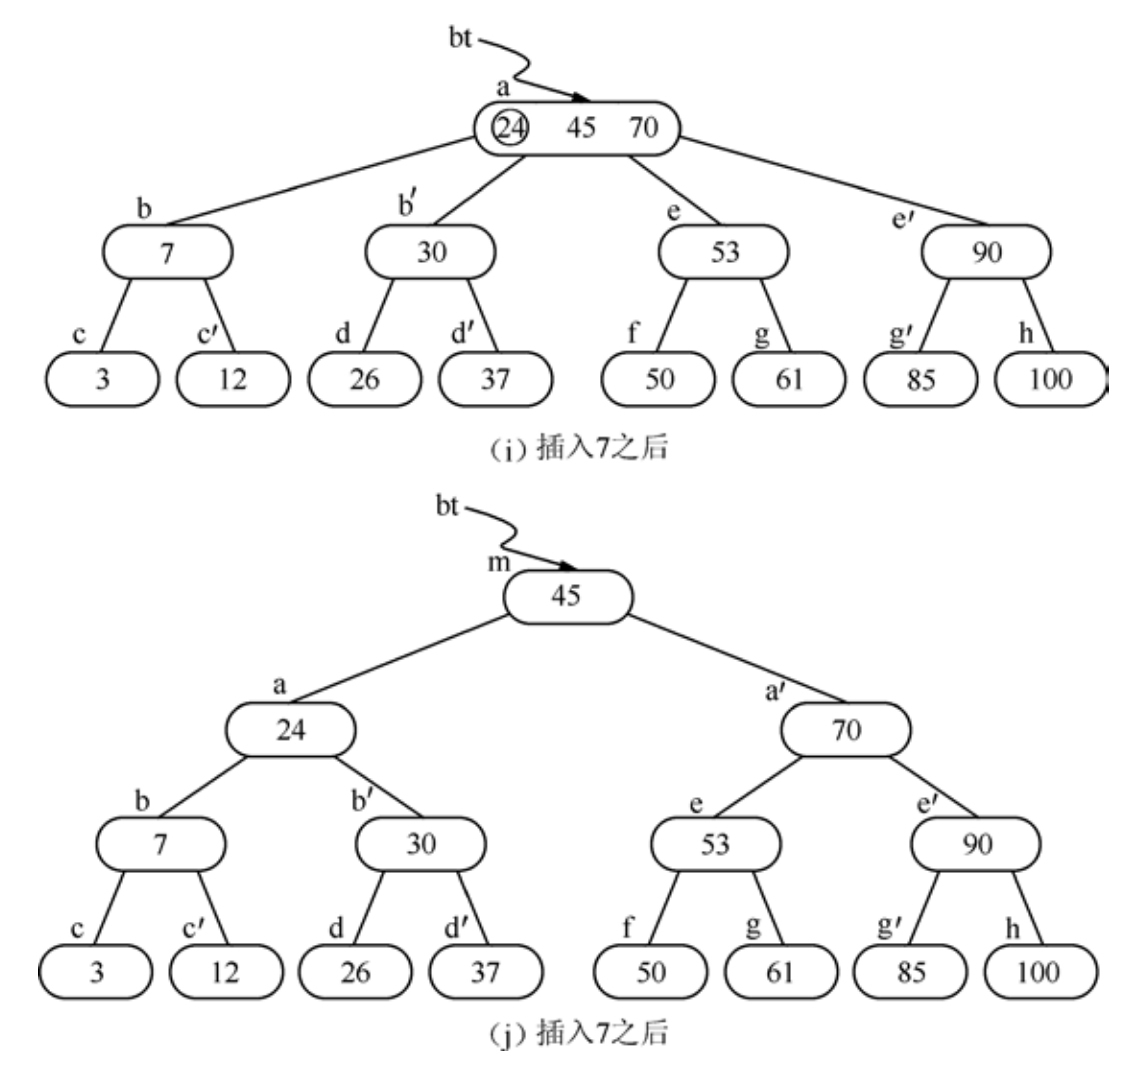 bt
a
24 45 70
b b′ e e′
7 30 53 90
c c′ d d′ f g g′ h
3 12 26 37 50 61 85 100
(i) 插入7之后
bt
m
45
a a′
24 70
b b′ e e′
7 30 53 90
c c′ d d′ f g g′ h
3 12 26 37 50 61 85 100
(j) 插入7之后